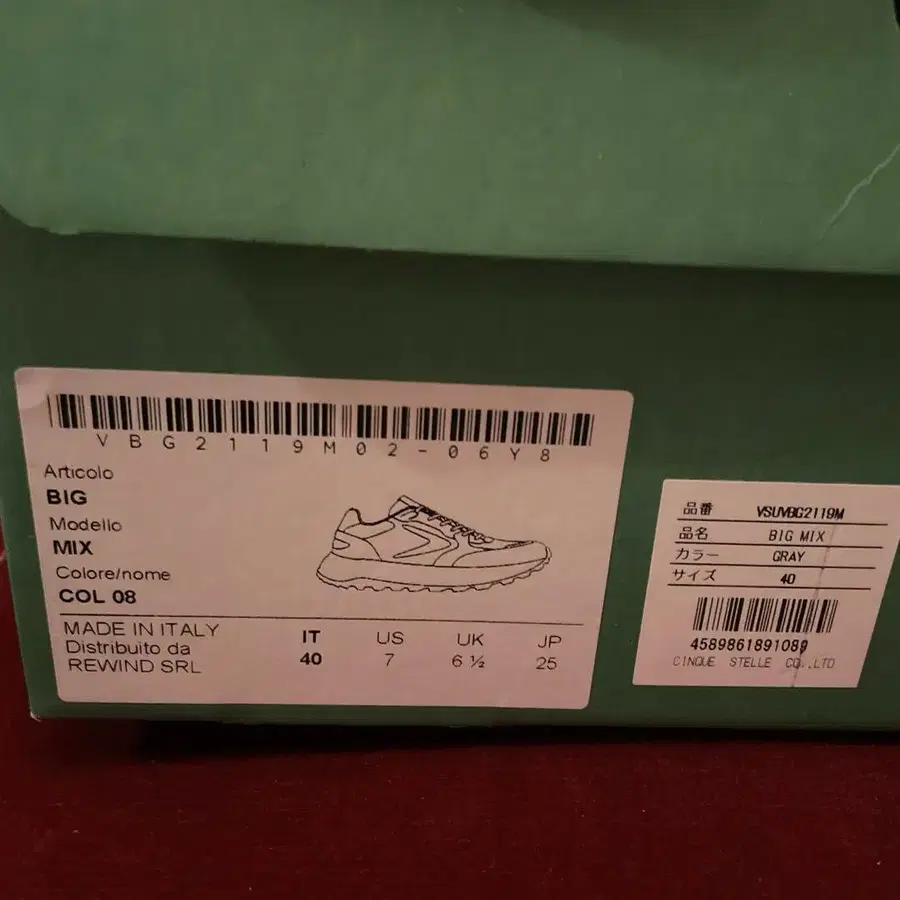 VBG2119M02-06Y8
Articolo
BIG
Modello
MIX
Colore/nome
COL 08
MADE IN ITALY
Distribuito da
REWIND SRL
IT US UK JP
40 7 6 ½ 25
品番 VSUVBG2119M
品名 BIG MIX
カラー GRAY
サイズ 40
4589861891089
CINQUE STELLE CO.,LTD